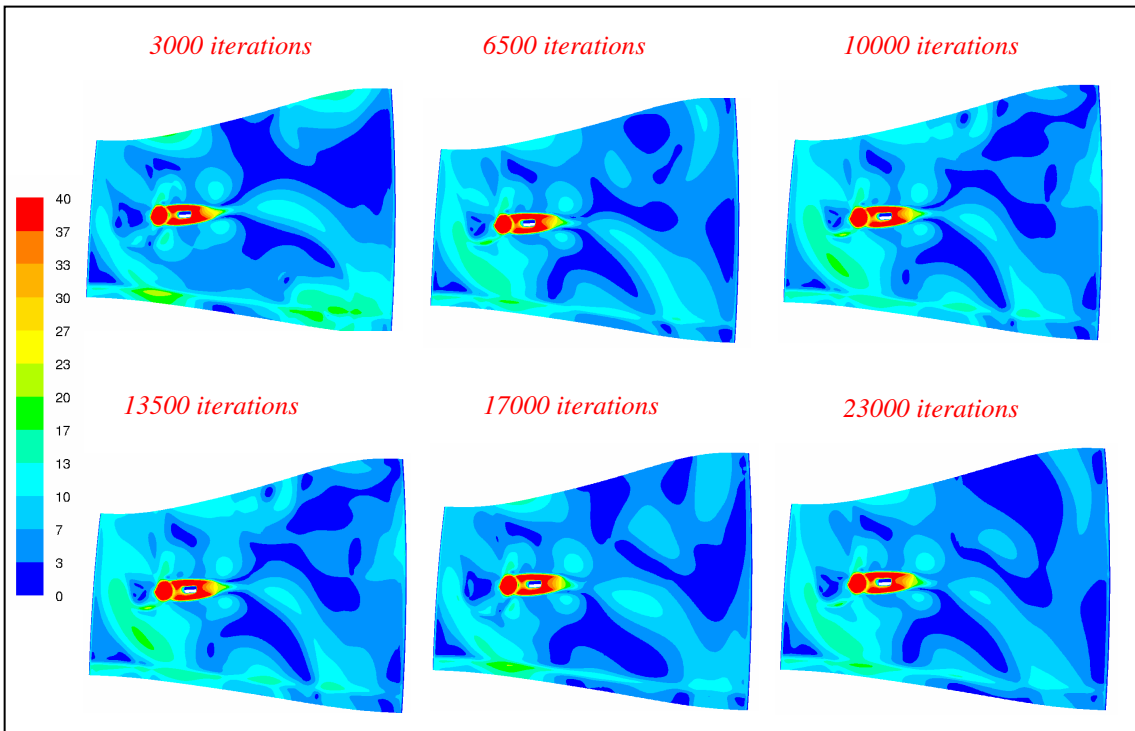 3000 iterations
6500 iterations
10000 iterations
40
37
33
30
27
23
20
17
13
10
7
3
0
13500 iterations
17000 iterations
23000 iterations